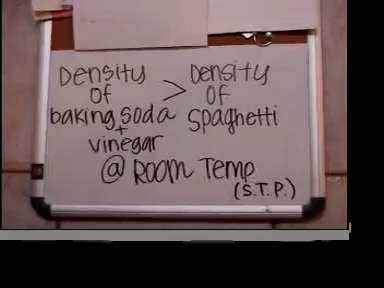 Density > Density
of of
baking soda Spaghetti
+
vinegar
@ Room Temp
(S.T.P.)